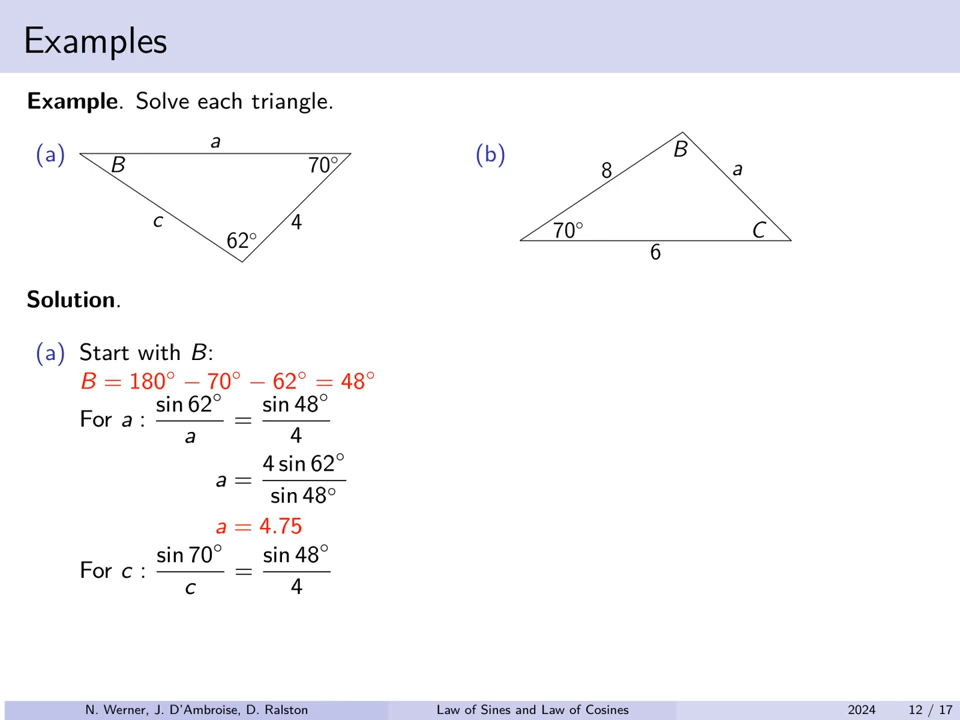 Examples
Example. Solve each triangle.
(a)
a
B
70°
c
4
62°
(b)
B
8
a
70°
C
6
Solution.
(a) Start with B:
B = 180° − 70° − 62° = 48°
For a : sin 62° / a = sin 48° / 4
a = 4 sin 62° / sin 48°
a = 4.75
For c : sin 70° / c = sin 48° / 4
N. Werner, J. D'Ambroise, D. Ralston Law of Sines and Law of Cosines 2024 12 / 17